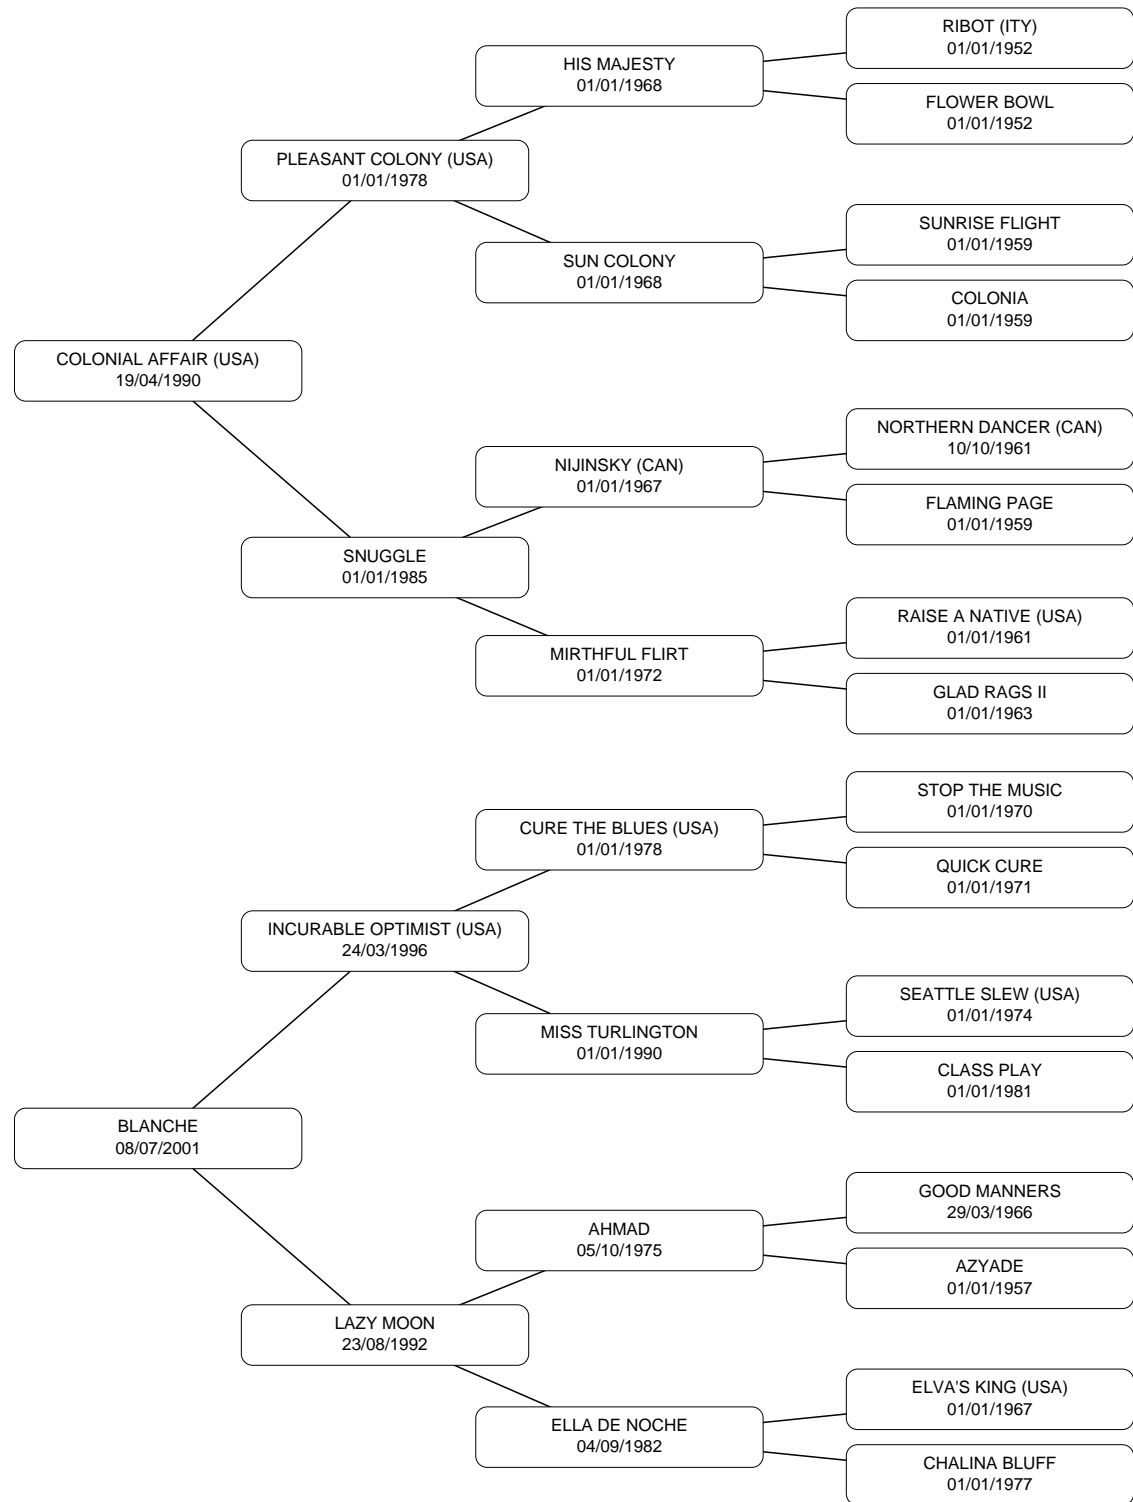 RIBOT (ITY)
01/01/1952
HIS MAJESTY
01/01/1968
FLOWER BOWL
01/01/1952
PLEASANT COLONY (USA)
01/01/1978
SUNRISE FLIGHT
01/01/1959
SUN COLONY
01/01/1968
COLONIA
01/01/1959
COLONIAL AFFAIR (USA)
19/04/1990
NORTHERN DANCER (CAN)
10/10/1961
NIJINSKY (CAN)
01/01/1967
FLAMING PAGE
01/01/1959
SNUGGLE
01/01/1985
RAISE A NATIVE (USA)
01/01/1961
MIRTHFUL FLIRT
01/01/1972
GLAD RAGS II
01/01/1963
STOP THE MUSIC
01/01/1970
CURE THE BLUES (USA)
01/01/1978
QUICK CURE
01/01/1971
INCURABLE OPTIMIST (USA)
24/03/1996
SEATTLE SLEW (USA)
01/01/1974
MISS TURLINGTON
01/01/1990
CLASS PLAY
01/01/1981
BLANCHE
08/07/2001
GOOD MANNERS
29/03/1966
AHMAD
05/10/1975
AZYADE
01/01/1957
LAZY MOON
23/08/1992
ELVA'S KING (USA)
01/01/1967
ELLA DE NOCHE
04/09/1982
CHALINA BLUFF
01/01/1977